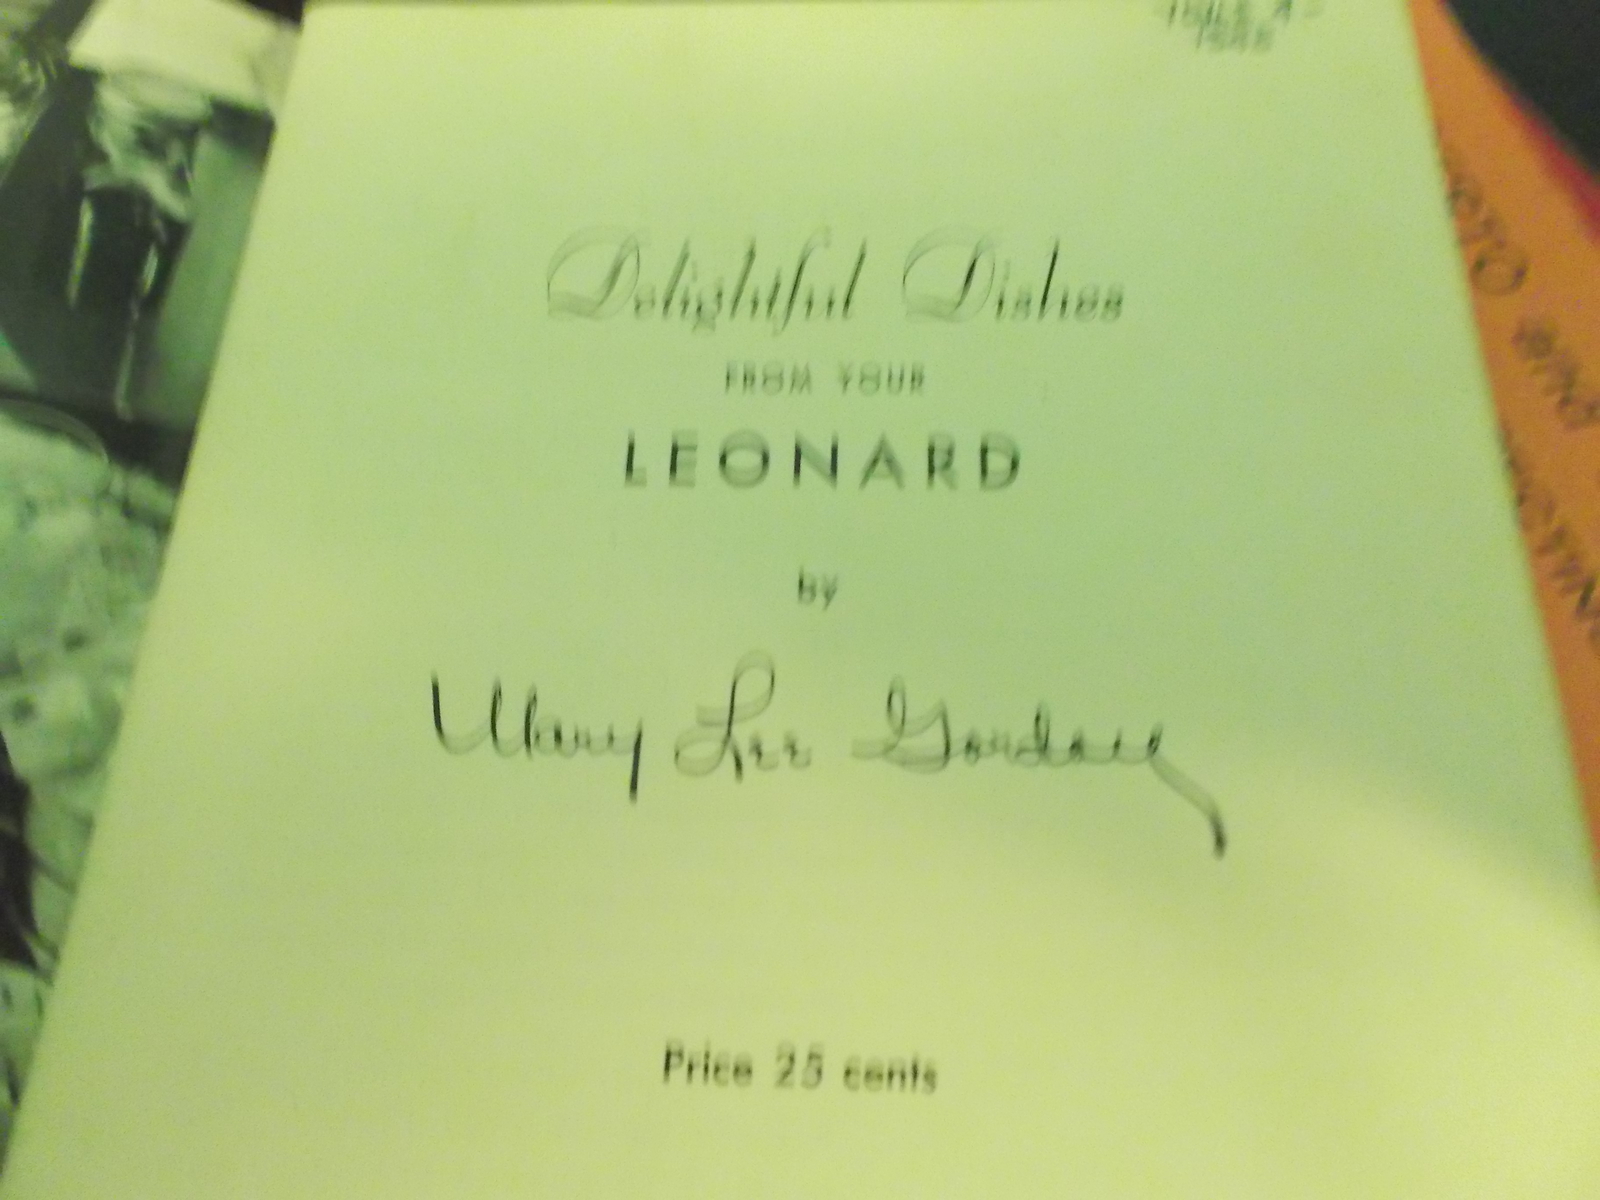 Delightful Dishes
FROM YOUR
LEONARD
by
Mary Lee Gordon
Price 25 cents